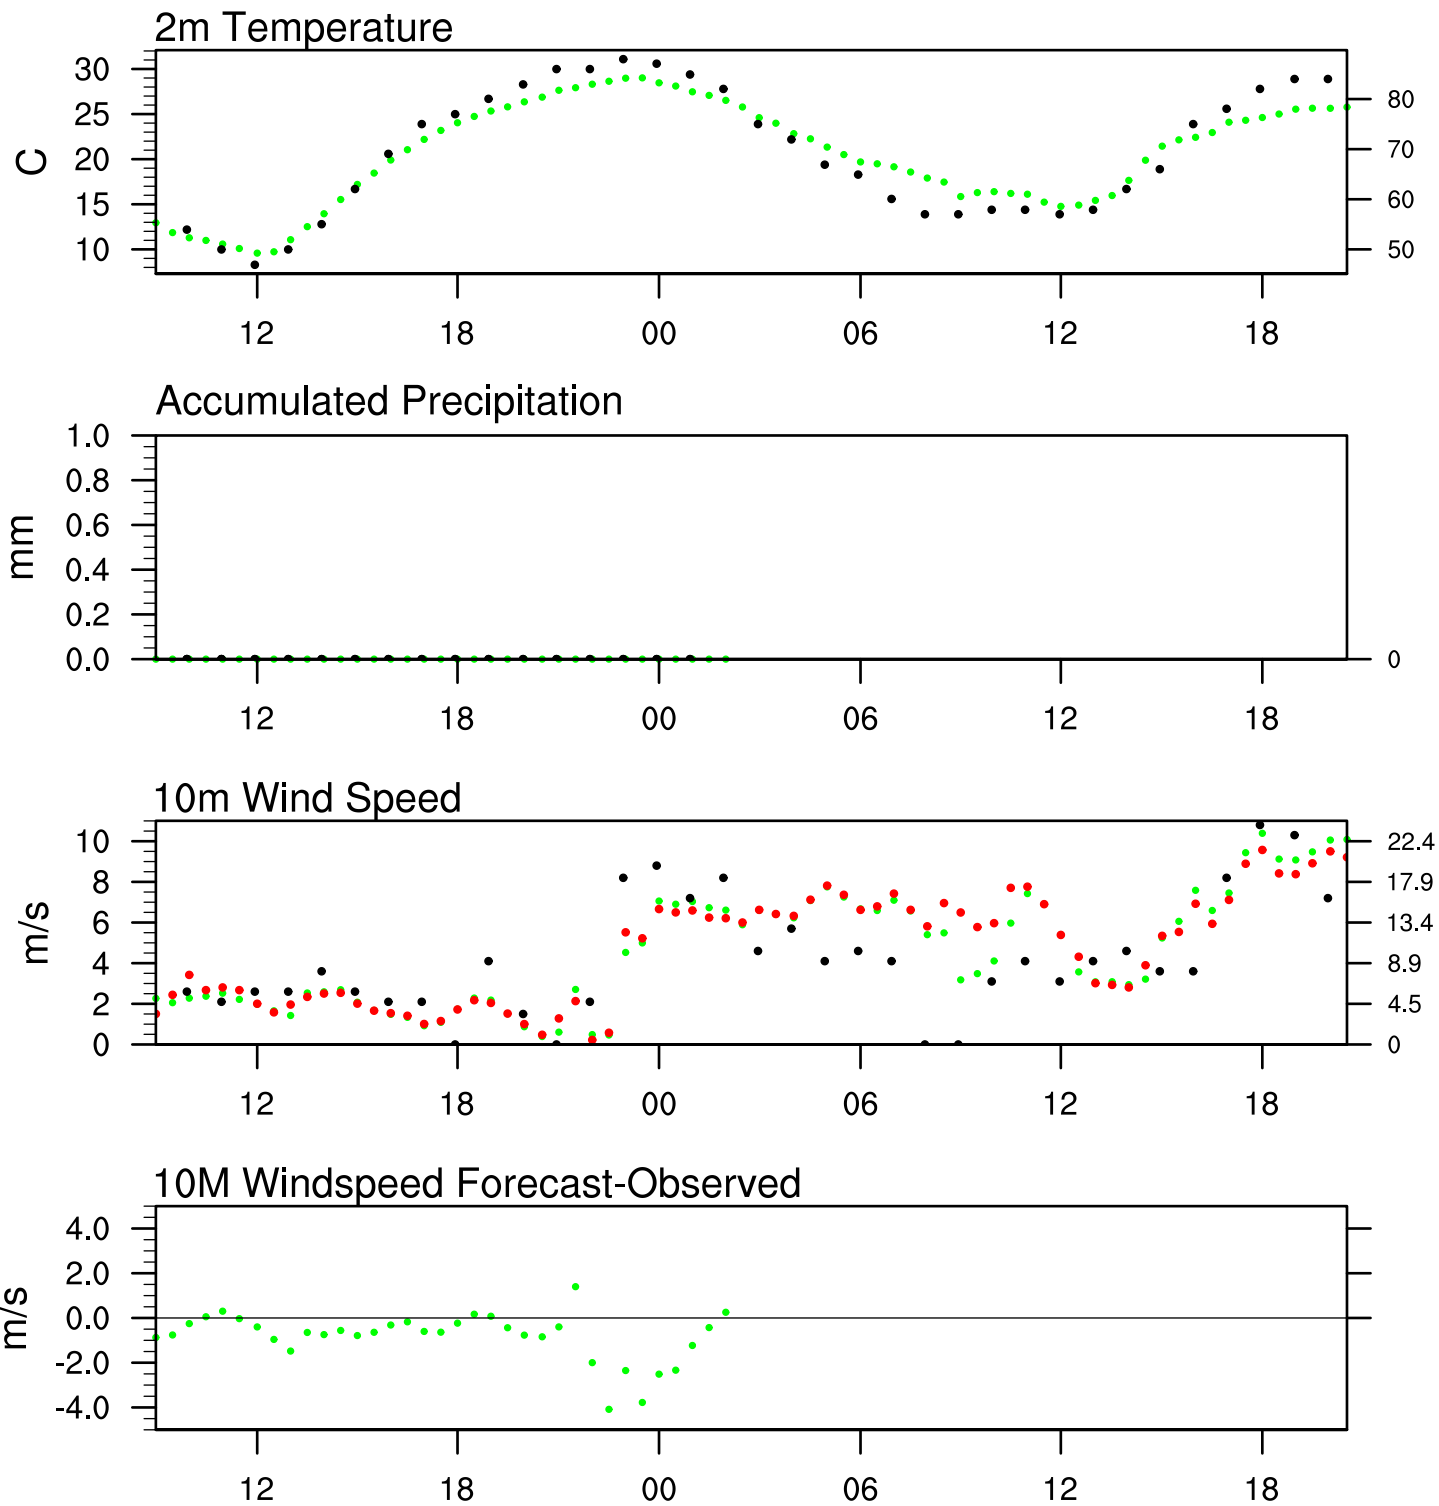 2m Temperature
30
25
20
15
10
C
80
70
60
50
12 18 00 06 12 18
Accumulated Precipitation
1.0
0.8
0.6
0.4
0.2
0.0
mm
0
12 18 00 06 12 18
10m Wind Speed
10
8
6
4
2
0
m/s
22.4
17.9
13.4
8.9
4.5
0
12 18 00 06 12 18
10M Windspeed Forecast-Observed
4.0
2.0
0.0
-2.0
-4.0
m/s
12 18 00 06 12 18